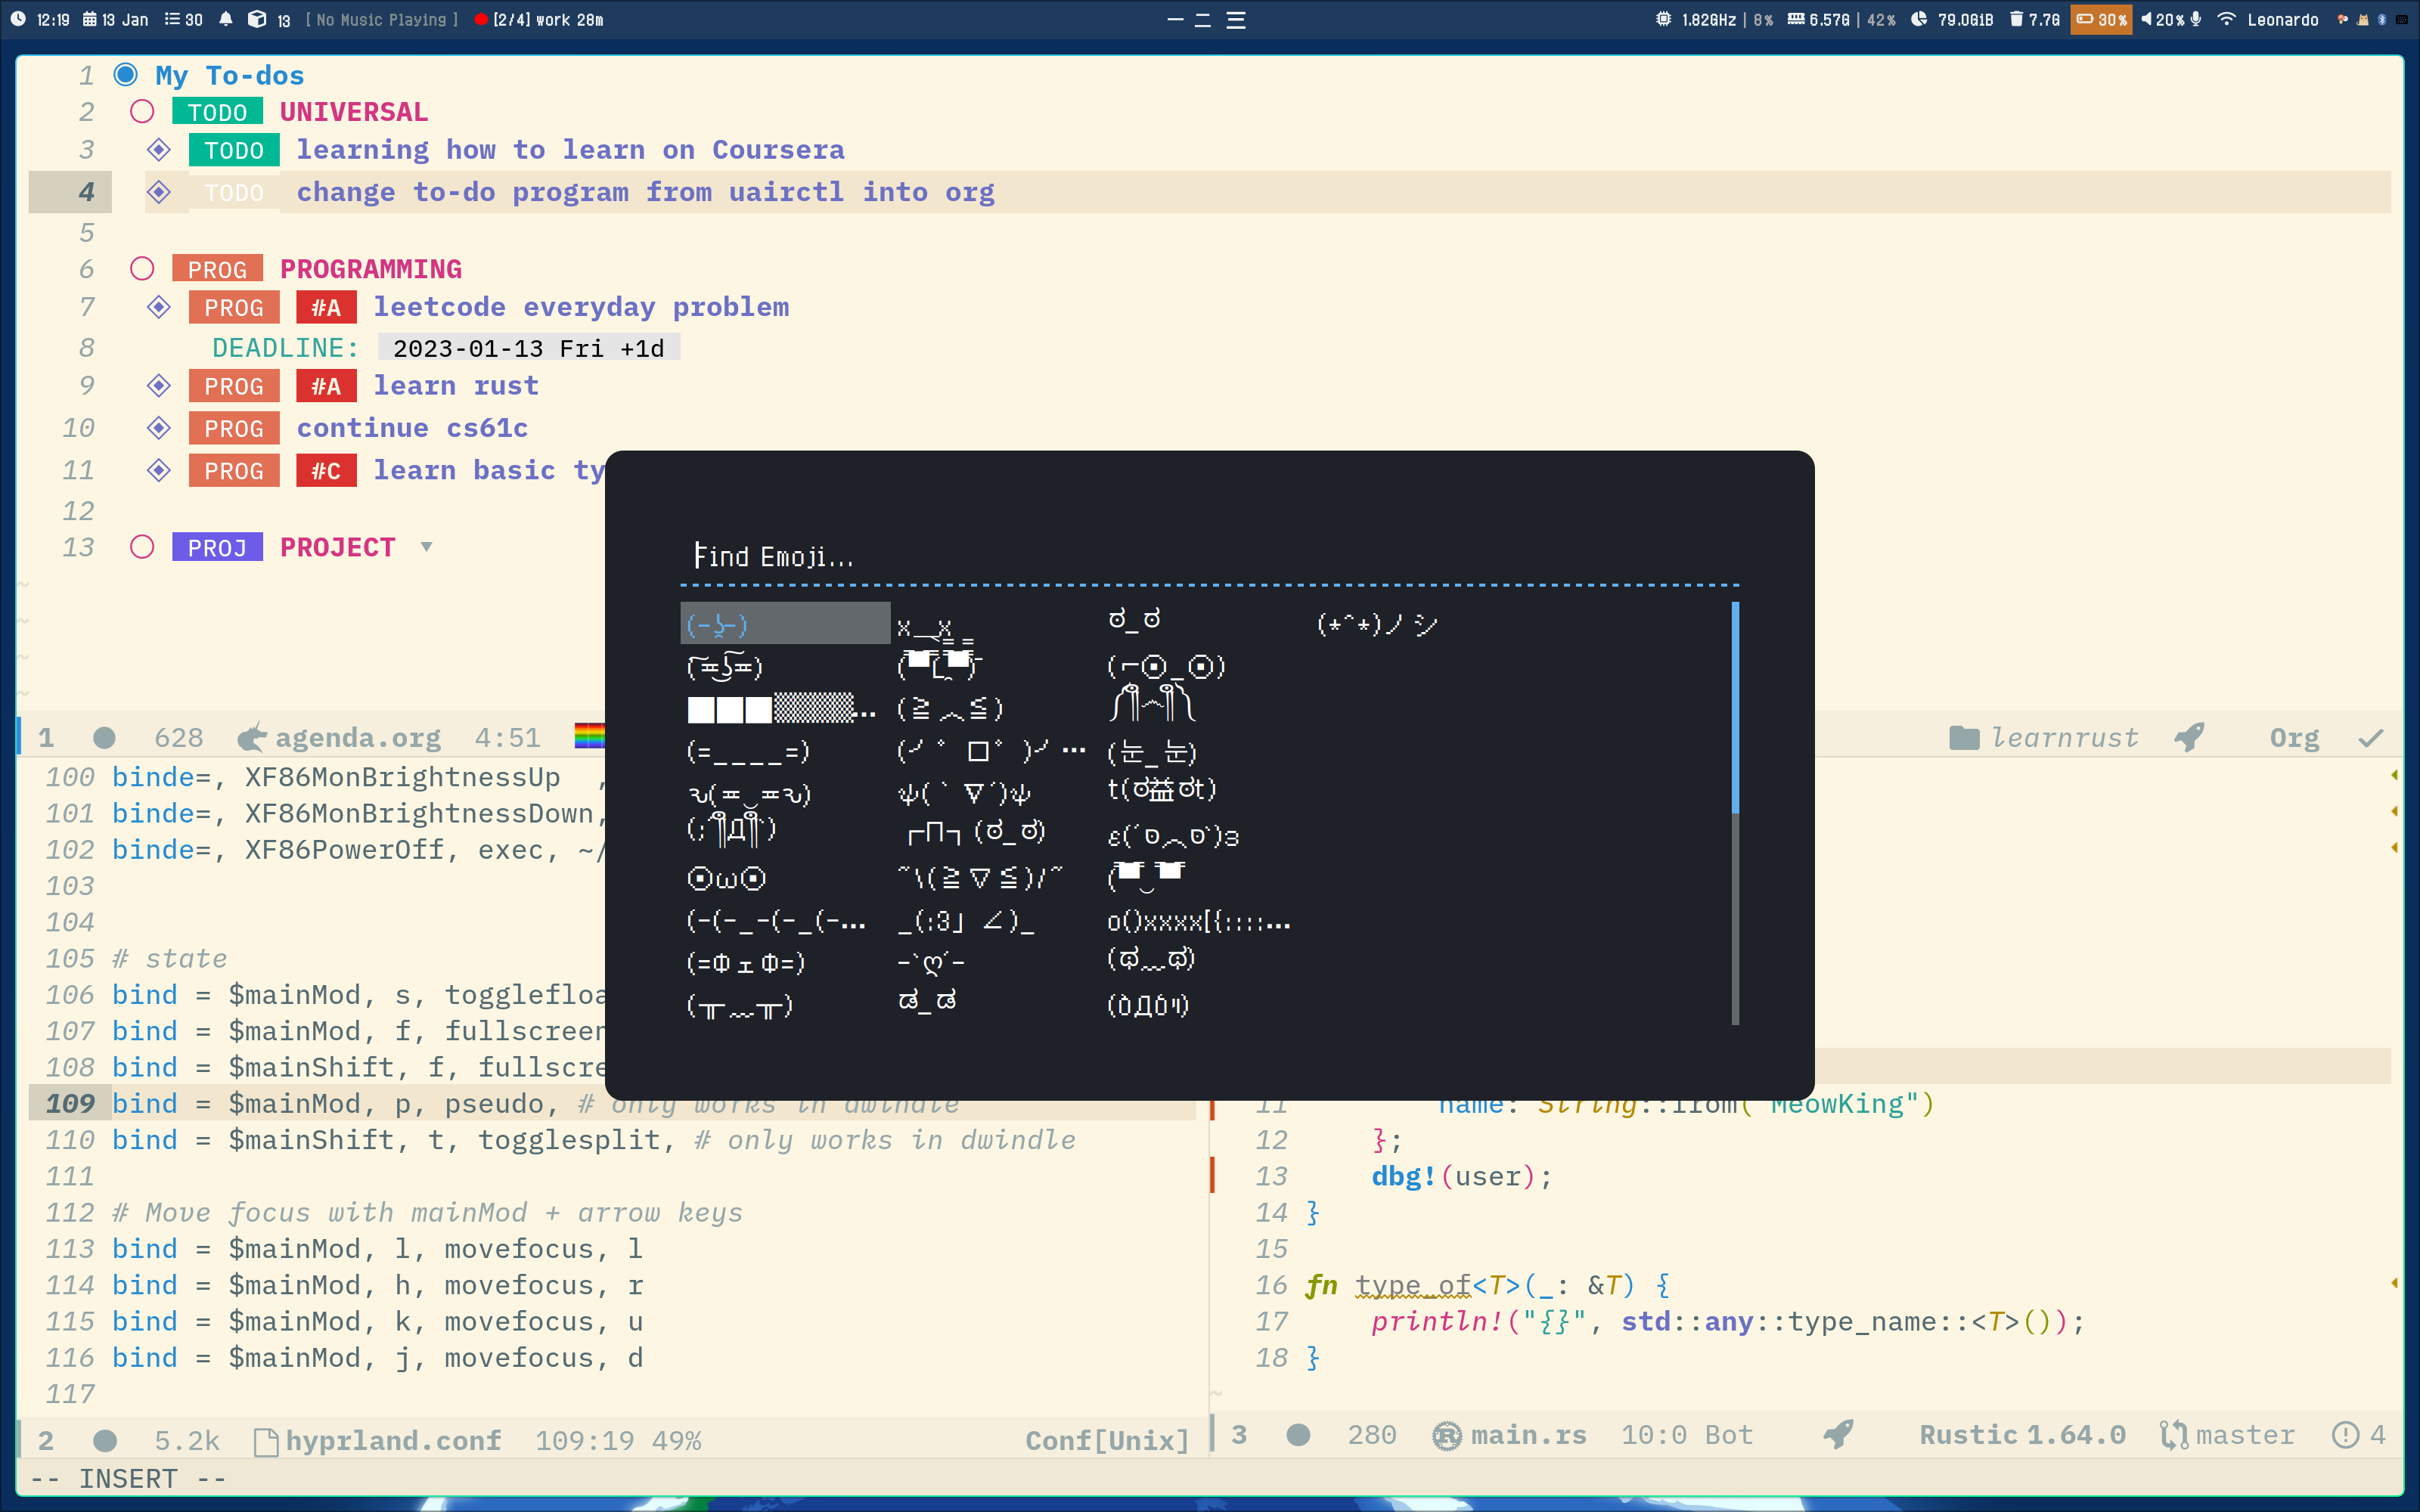 12:19 13 Jan 30 13 [ No Music Playing ] [2/4] work 28m 1.82GHz | 8% 6.57G | 42% 79.0GiB 7.7G 30% 20% Leonardo
1 My To-dos
2 TODO UNIVERSAL
3 TODO learning how to learn on Coursera
4 TODO change to-do program from uairctl into org
5
6 PROG PROGRAMMING
7 PROG #A leetcode everyday problem
8 DEADLINE: 2023-01-13 Fri +1d
9 PROG #A learn rust
10 PROG continue cs61c
11 PROG #C learn basic ty
12
13 PROJ PROJECT ▾
~
~
~
~
1 628 agenda.org 4:51 learnrust Org
Find Emoji...
x__x ಠ_ಠ
(⌐⊙_⊙)
(≧︿≦)
(=____=) (눈_눈)
t(ಠ益ಠt)
┌∩┐(ಠ_ಠ)
⊙ω⊙ ˜\(≧▽≦)/˜
(-(-_-(-_(-… _(:3」∠)_ o()xxxx[{::::…
(=ФェФ=) -`ღ´-
(╥﹏╥)
100 binde=, XF86MonBrightnessUp ,
101 binde=, XF86MonBrightnessDown,
102 binde=, XF86PowerOff, exec, ~/
103
104
105 # state
106 bind = $mainMod, s, togglefloa
107 bind = $mainMod, f, fullscreen
108 bind = $mainShift, f, fullscre
109 bind = $mainMod, p, pseudo, # only works in dwindle
110 bind = $mainShift, t, togglesplit, # only works in dwindle
111
112 # Move focus with mainMod + arrow keys
113 bind = $mainMod, l, movefocus, l
114 bind = $mainMod, h, movefocus, r
115 bind = $mainMod, k, movefocus, u
116 bind = $mainMod, j, movefocus, d
117
2 5.2k hyprland.conf 109:19 49% Conf[Unix]
11 name: String::from("MeowKing")
12 };
13 dbg!(user);
14 }
15
16 fn type_of<T>(_: &T) {
17 println!("{}", std::any::type_name::<T>());
18 }
~
3 280 main.rs 10:0 Bot Rustic 1.64.0 master 4
-- INSERT --